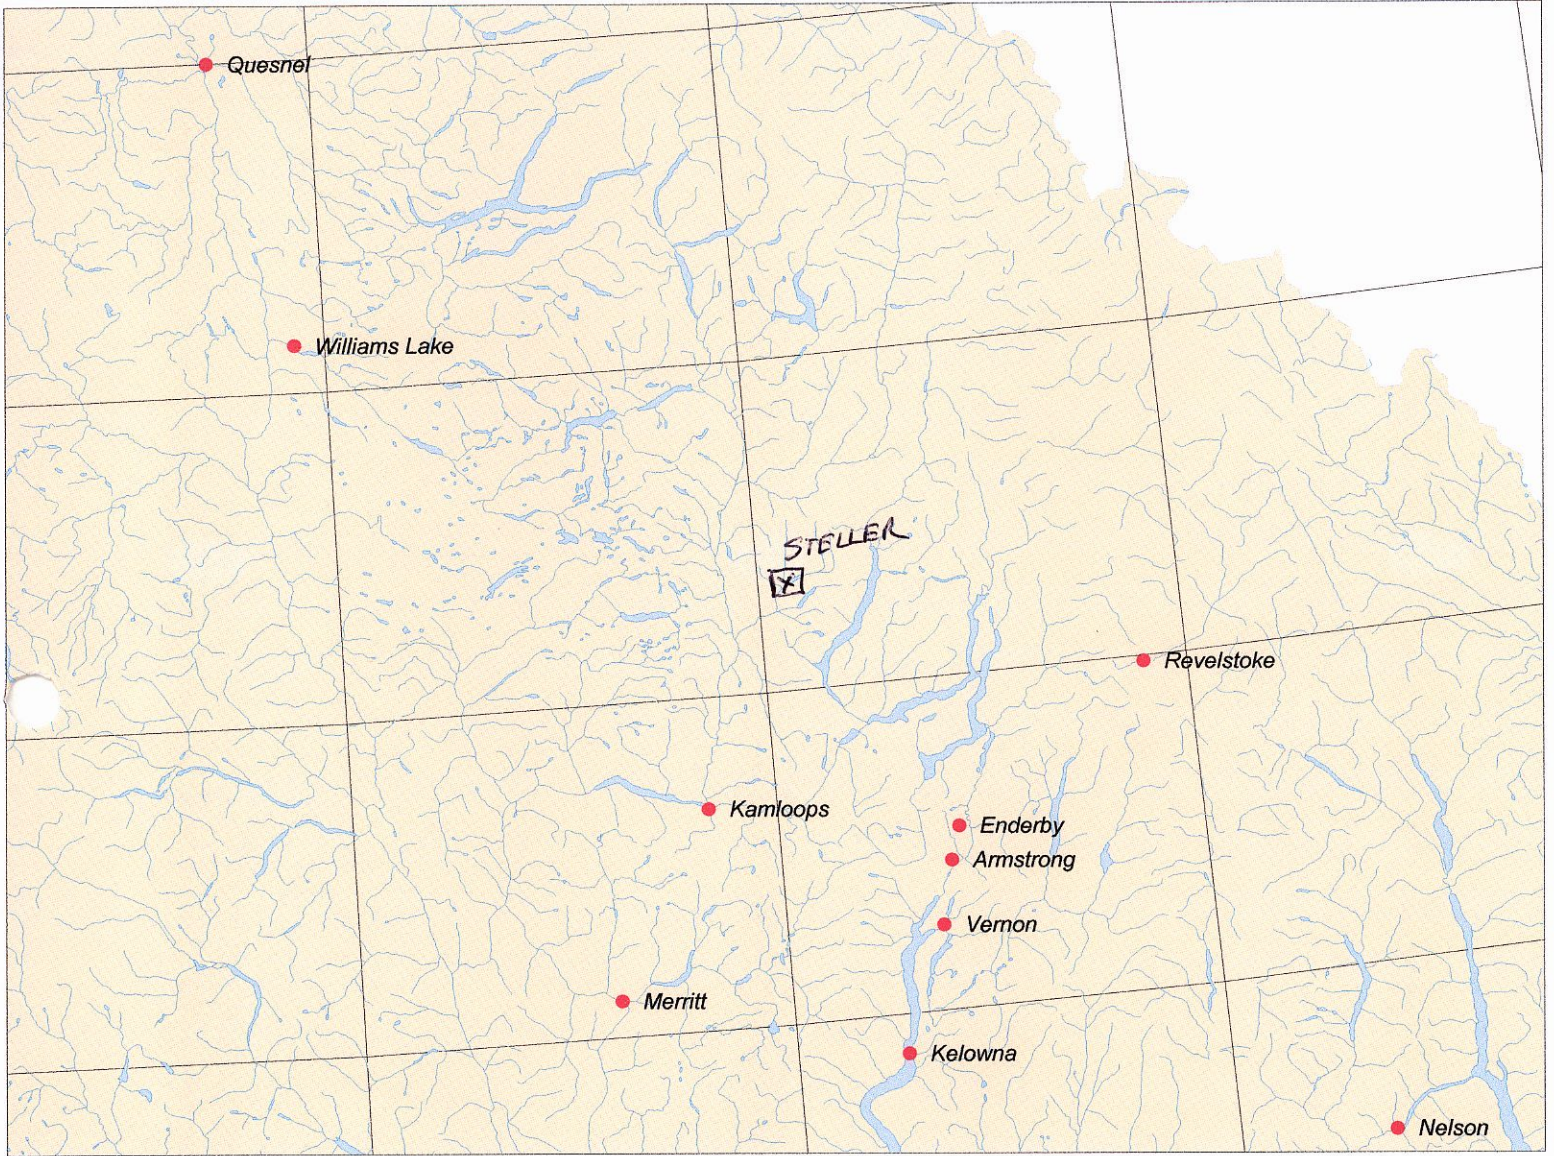 Quesnel
Williams Lake
STELLER
X
Revelstoke
Kamloops
Enderby
Armstrong
Vernon
Merritt
Kelowna
Nelson